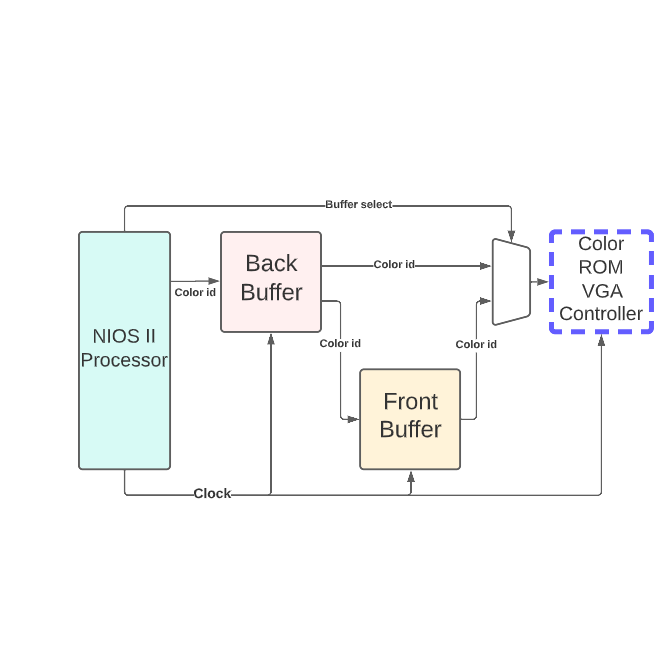 Buffer select
Color id
Back
Buffer
Color id
Color
ROM
VGA
Controller
NIOS II
Processor
Color id
Color id
Front
Buffer
Clock